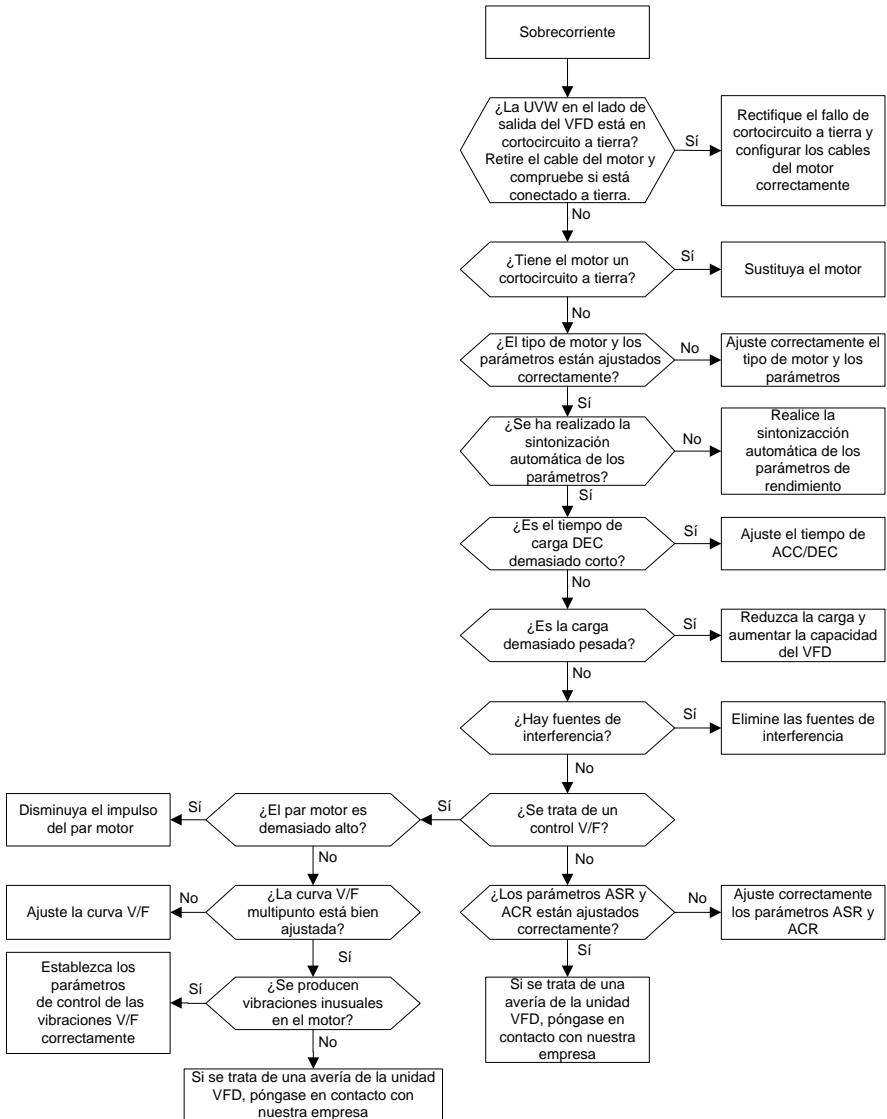 Sobrecorriente
¿La UVW en el lado de
salida del VFD está en
cortocircuito a tierra?
Retire el cable del motor y
compruebe si está
conectado a tierra.
Sí
Rectifique el fallo de
cortocircuito a tierra y
configurar los cables
del motor
correctamente
No
¿Tiene el motor un
cortocircuito a tierra?
Sí
Sustituya el motor
No
¿El tipo de motor y los
parámetros están ajustados
correctamente?
No
Ajuste correctamente el
tipo de motor y los
parámetros
Sí
¿Se ha realizado la
sintonización
automática de los
parámetros?
No
Realice la
sintonizacción
automática de los
parámetros de
rendimiento
Sí
¿Es el tiempo de
carga DEC
demasiado corto?
Sí
Ajuste el tiempo de
ACC/DEC
No
¿Es la carga
demasiado pesada?
Sí
Reduzca la carga y
aumentar la capacidad
del VFD
No
¿Hay fuentes de
interferencia?
Sí
Elimine las fuentes de
interferencia
No
¿Se trata de un
control V/F?
Sí
¿El par motor es
demasiado alto?
Sí
Disminuya el impulso
del par motor
No
¿La curva V/F
multipunto está bien
ajustada?
No
Ajuste la curva V/F
Sí
¿Se producen
vibraciones inusuales
en el motor?
Sí
Establezca los
parámetros
de control de las
vibraciones V/F
correctamente
No
Si se trata de una avería de la unidad
VFD, póngase en contacto con
nuestra empresa
No
¿Los parámetros ASR y
ACR están ajustados
correctamente?
No
Ajuste correctamente
los parámetros ASR y
ACR
Sí
Si se trata de una
avería de la unidad
VFD, póngase en
contacto con nuestra
empresa